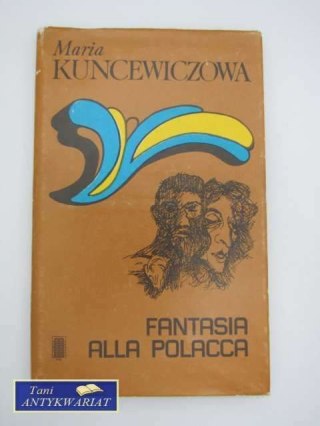 Maria
KUNCEWICZOWA
FANTASIA
ALLA POLACCA
Tani
ANTYKWARIAT